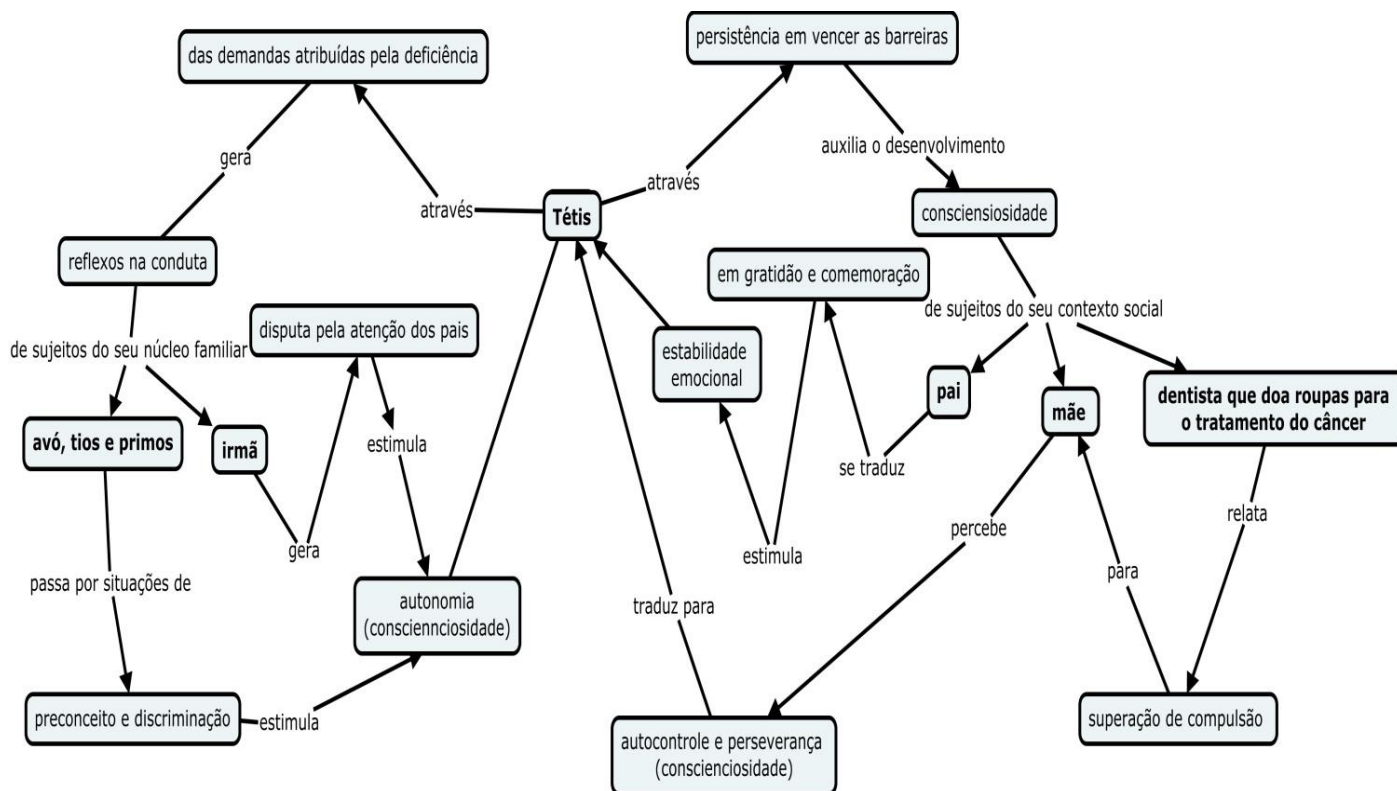 persistência em vencer as barreiras
das demandas atribuídas pela deficiência
auxilia o desenvolvimento
gera
através
através
Tétis
consciensiosidade
reflexos na conduta
em gratidão e comemoração
de sujeitos do seu contexto social
disputa pela atenção dos pais
de sujeitos do seu núcleo familiar
estabilidade
emocional
pai
mãe
dentista que doa roupas para
o tratamento do câncer
avó, tios e primos
irmã
estimula
se traduz
relata
percebe
gera
estimula
para
passa por situações de
autonomia
(consciennciosidade)
traduz para
preconceito e discriminação
estimula
superação de compulsão
autocontrole e perseverança
(conscienciosidade)